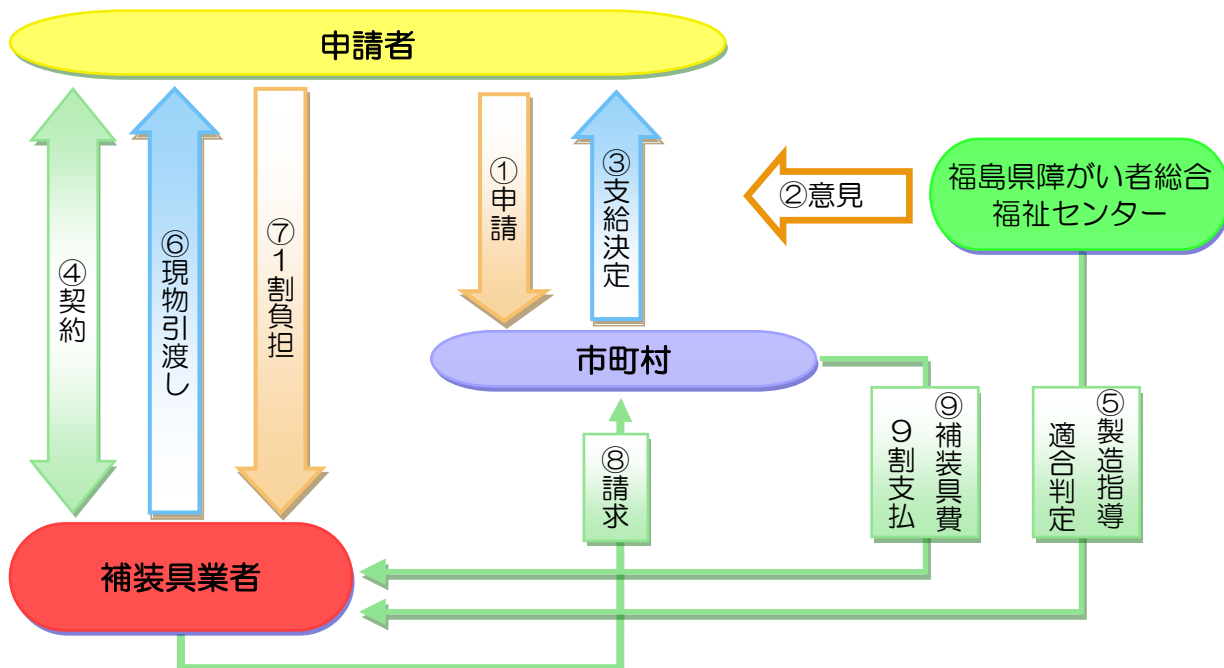 申請者
①申請
②意見
福島県障がい者総合
福祉センター
③支給決定
④契約
⑥現物引渡し
⑦1割負担
市町村
⑤製造指導
適合判定
⑨補装具費
9割支払
⑧請求
補装具業者